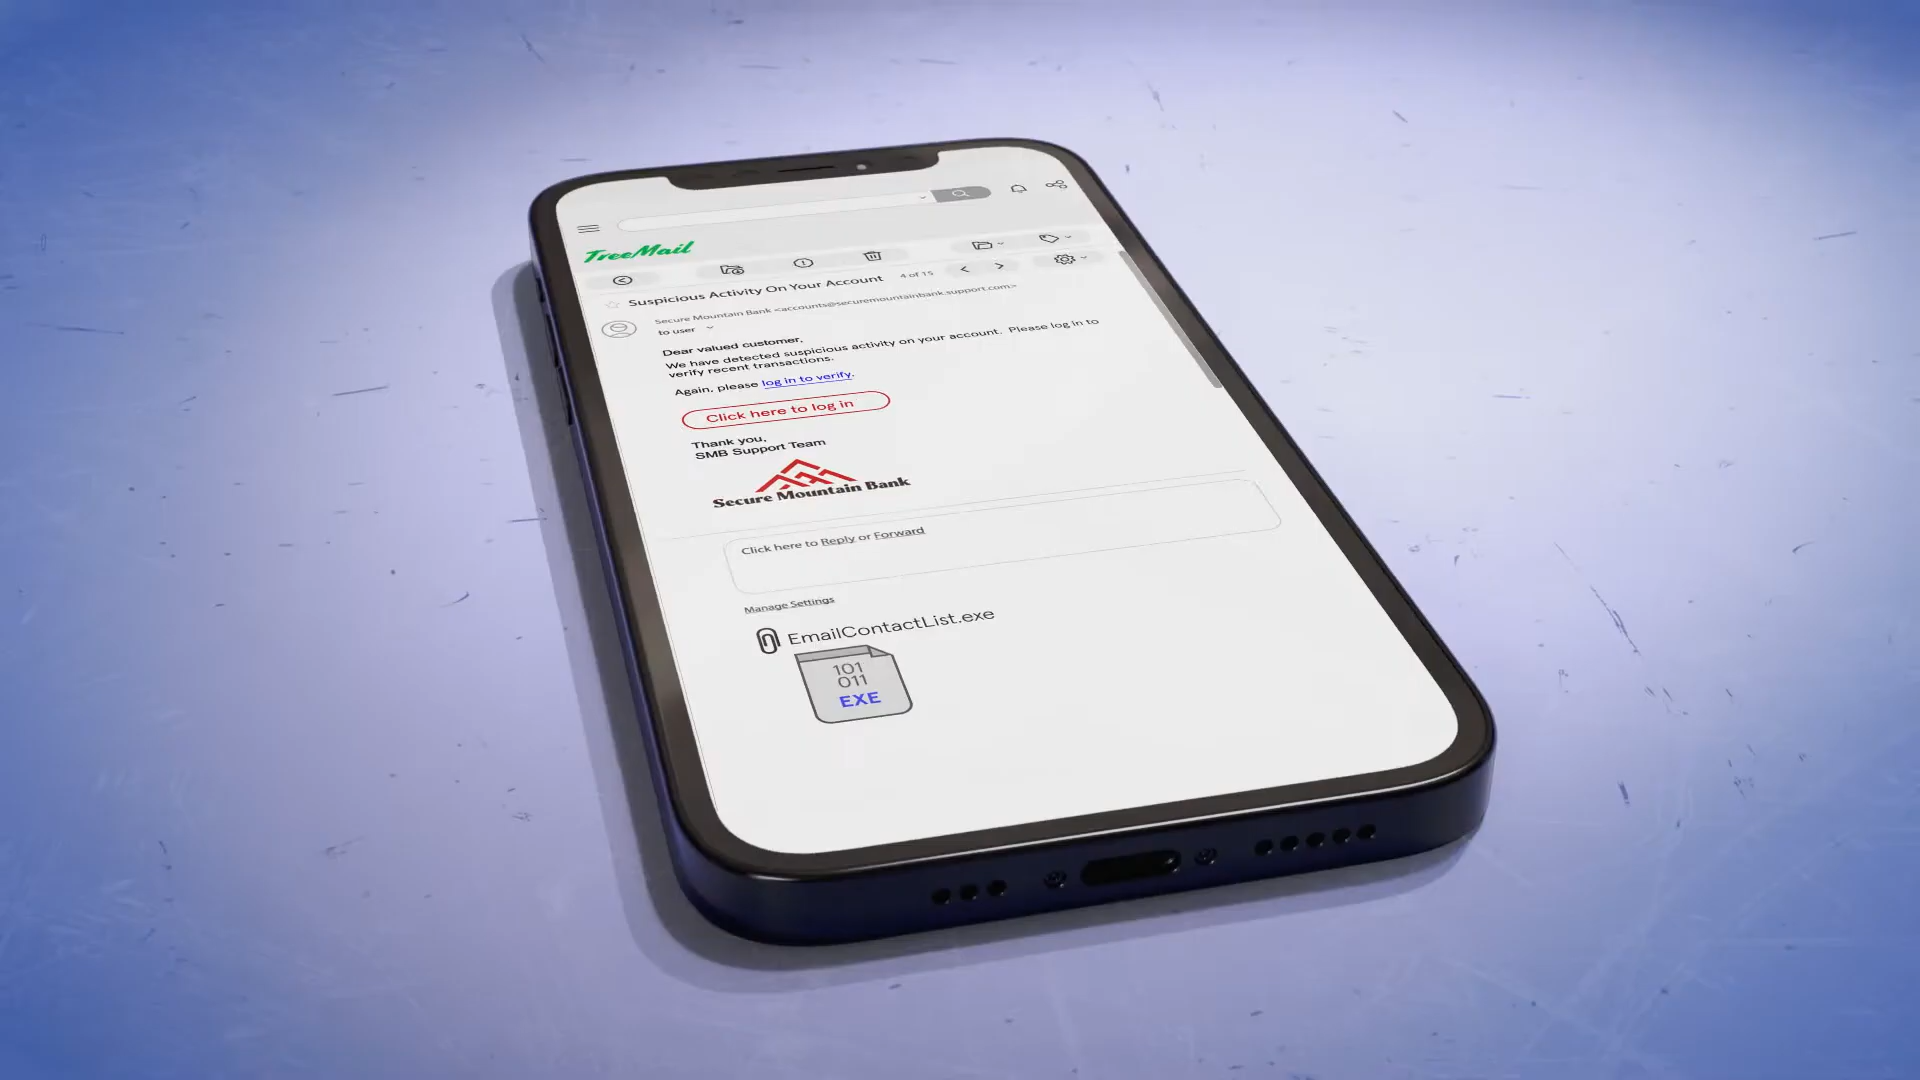 TreeMail
Suspicious Activity On Your Account
4 of 15
Secure Mountain Bank <accounts@securemountainbank.support.com>
to user
Dear valued customer,
We have detected suspicious activity on your account. Please log in to
verify recent transactions.
Again, please log in to verify.
Click here to log in
Thank you,
SMB Support Team
Secure Mountain Bank
Click here to Reply or Forward
Manage Settings
EmailContactList.exe
101
011
EXE